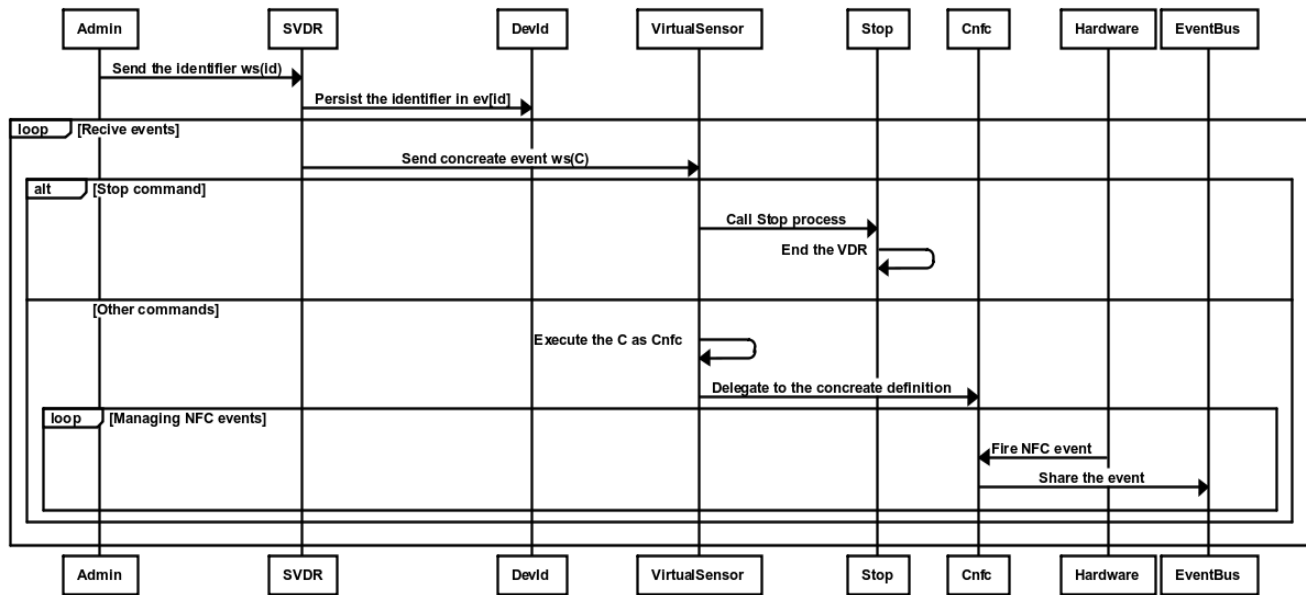 Admin
SVDR
DevId
VirtualSensor
Stop
Cnfc
Hardware
EventBus
Send the identifier ws(id)
Persist the identifier in ev[id]
loop
[Recive events]
Send concreate event ws(C)
alt
[Stop command]
Call Stop process
End the VDR
[Other commands]
Execute the C as Cnfc
Delegate to the concreate definition
loop
[Managing NFC events]
Fire NFC event
Share the event
Admin
SVDR
DevId
VirtualSensor
Stop
Cnfc
Hardware
EventBus